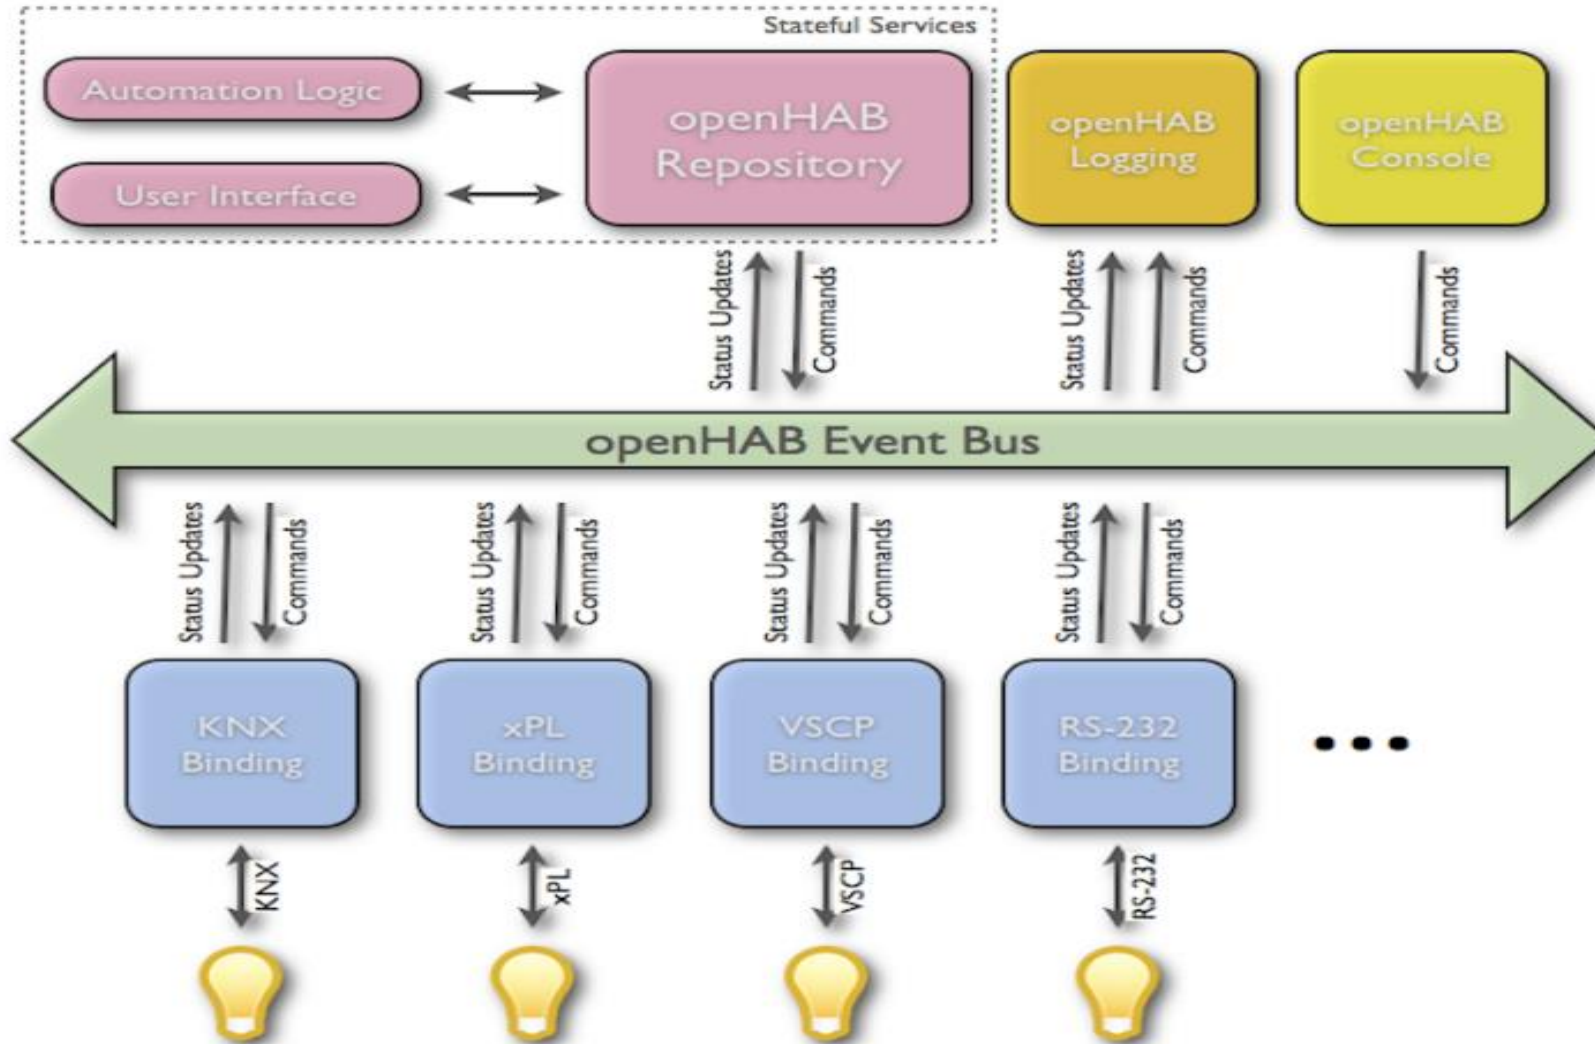 Stateful Services
Automation Logic
User Interface
openHAB
Repository
openHAB
Logging
openHAB
Console
Status Updates
Commands
Status Updates
Commands
Commands
openHAB Event Bus
Status Updates
Commands
Status Updates
Commands
Status Updates
Commands
Status Updates
Commands
KNX
Binding
xPL
Binding
VSCP
Binding
RS-232
Binding
KNX
xPL
VSCP
RS-232